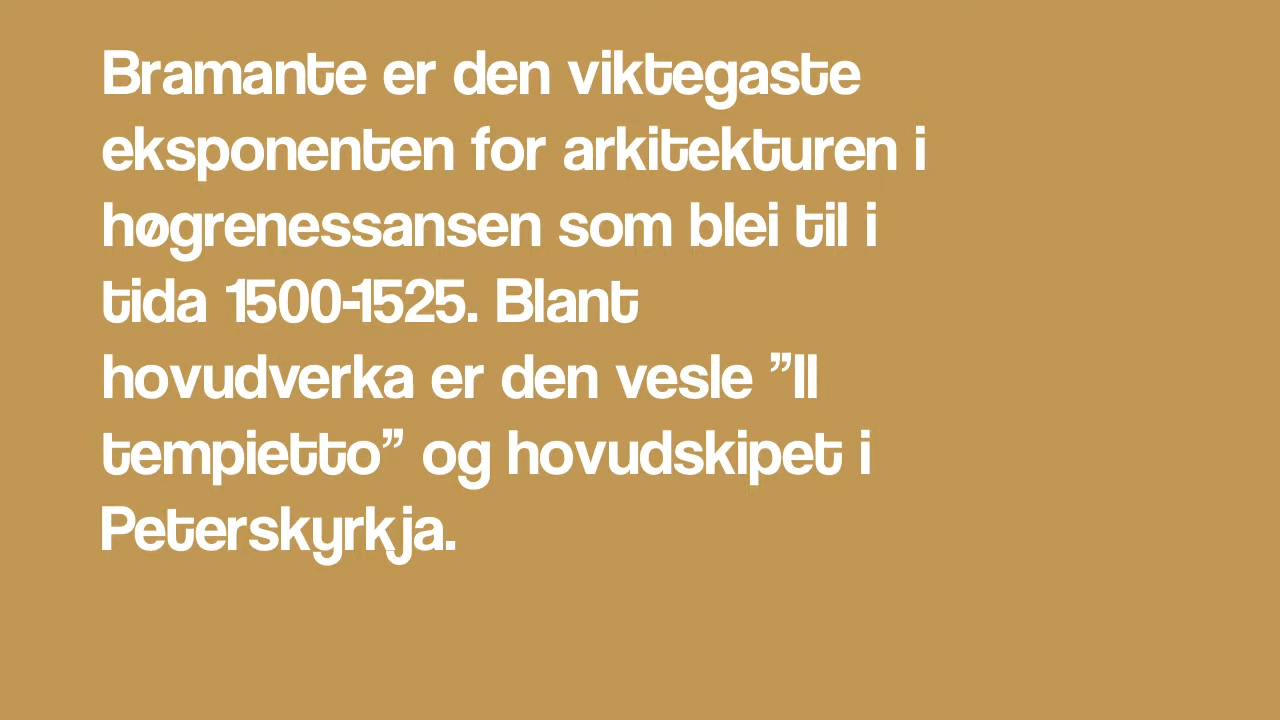 Bramante er den viktegaste
eksponenten for arkitekturen i
høgrenessansen som blei til i
tida 1500-1525. Blant
hovudverka er den vesle ”Il
tempietto” og hovudskipet i
Peterskyrkja.